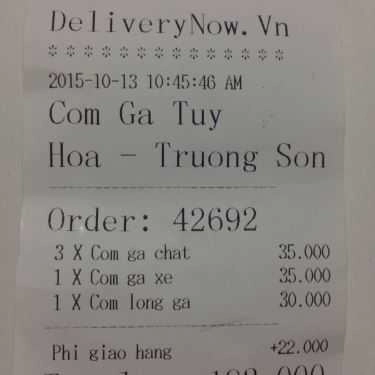 DeliveryNow.Vn
**************
2015-10-13 10:45:46 AM
Com Ga Tuy
Hoa - Truong Son
Order: 42692
3 X Com ga chat 35.000
1 X Com ga xe 35.000
1 X Com long ga 30.000
Phi giao hang +22.000